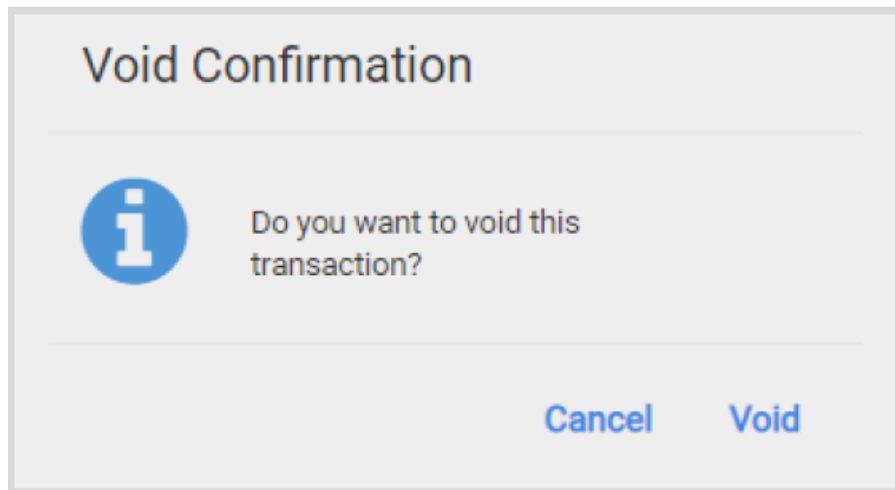 Void Confirmation
Do you want to void this
transaction?
Cancel Void